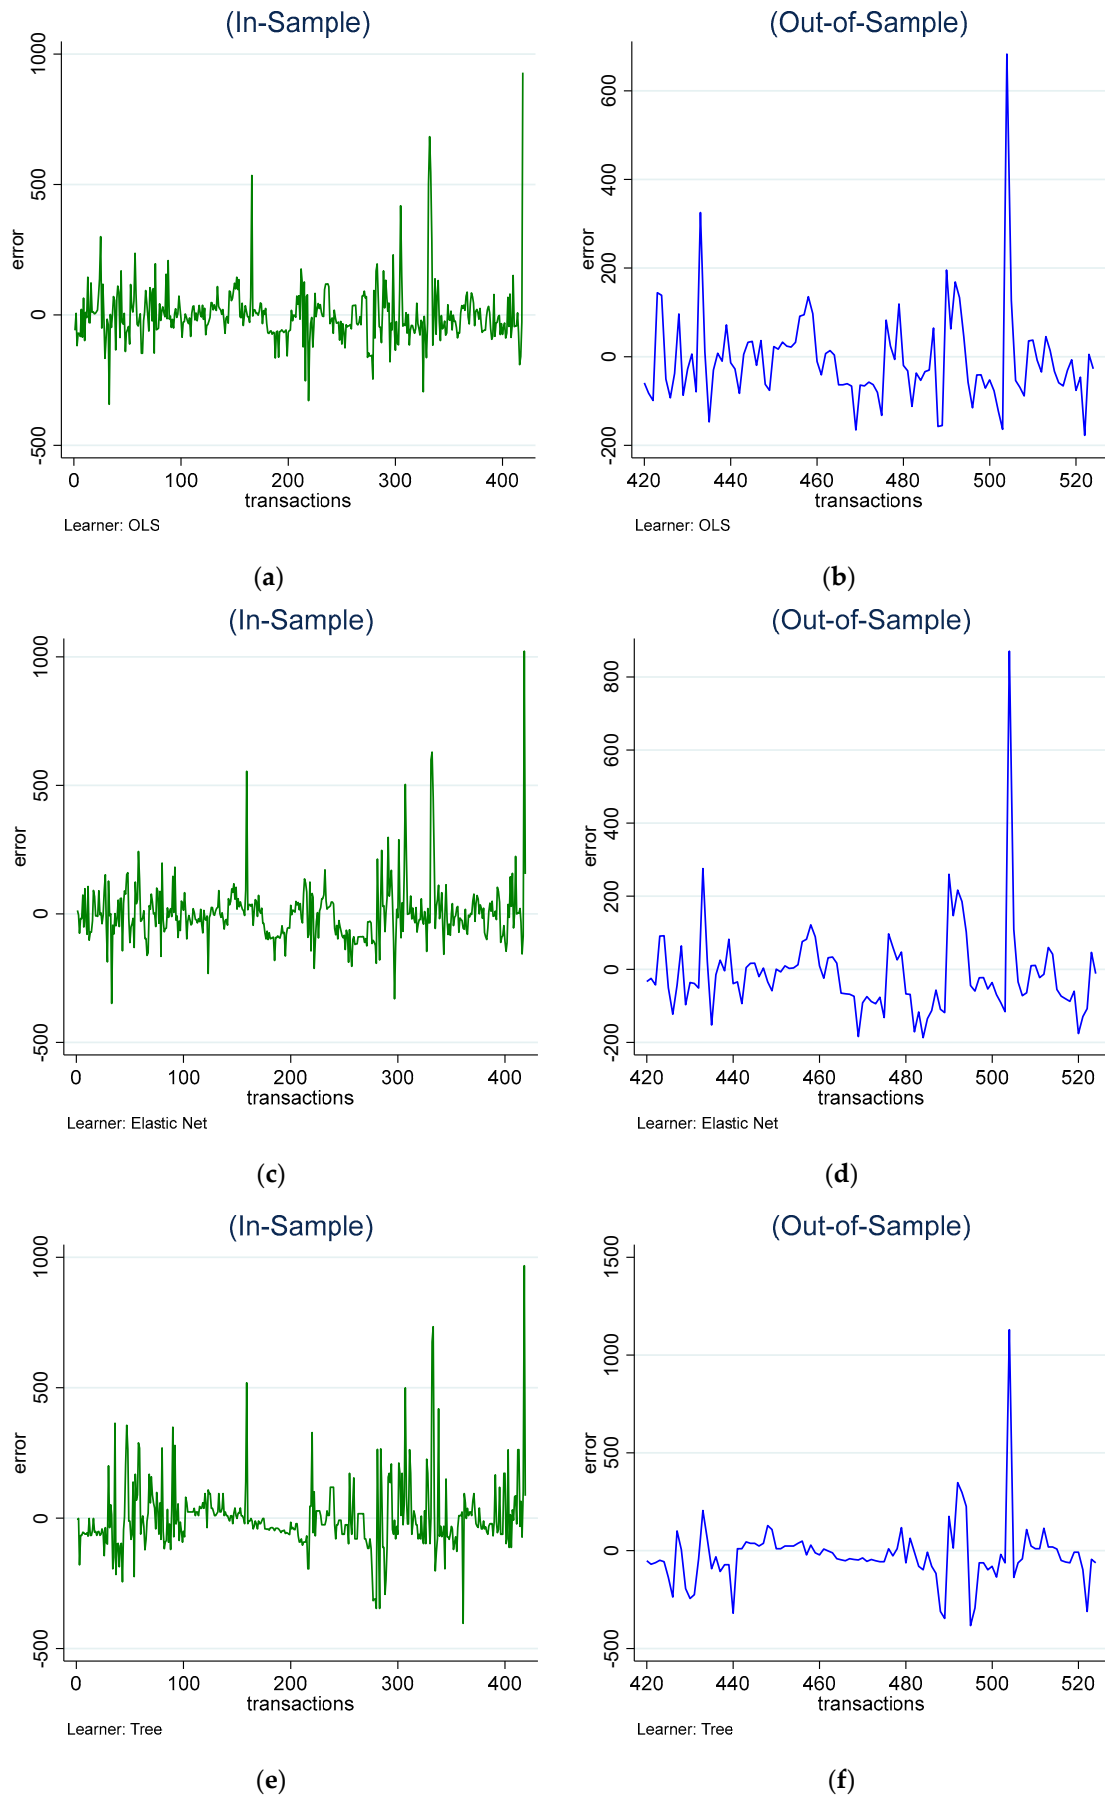 (In-Sample)
1000
500
0
-500
error
0 100 200 300 400
transactions
Learner: OLS
(a)
(Out-of-Sample)
600
400
200
0
-200
error
420 440 460 480 500 520
transactions
Learner: OLS
(b)
(In-Sample)
1000
500
0
-500
error
0 100 200 300 400
transactions
Learner: Elastic Net
(c)
(Out-of-Sample)
800
600
400
200
0
-200
error
420 440 460 480 500 520
transactions
Learner: Elastic Net
(d)
(In-Sample)
1000
500
0
-500
error
0 100 200 300 400
transactions
Learner: Tree
(e)
(Out-of-Sample)
1500
1000
500
0
-500
error
420 440 460 480 500 520
transactions
Learner: Tree
(f)